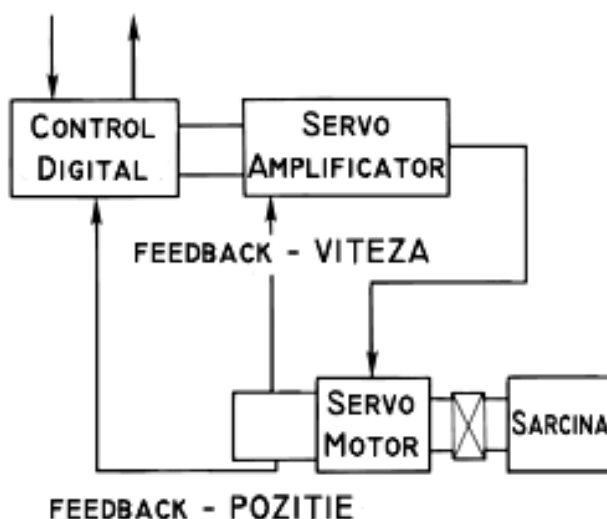 CONTROL
DIGITAL
SERVO
AMPLIFICATOR
FEEDBACK - VITEZA
SERVO
MOTOR
SARCINA
FEEDBACK - POZITIE